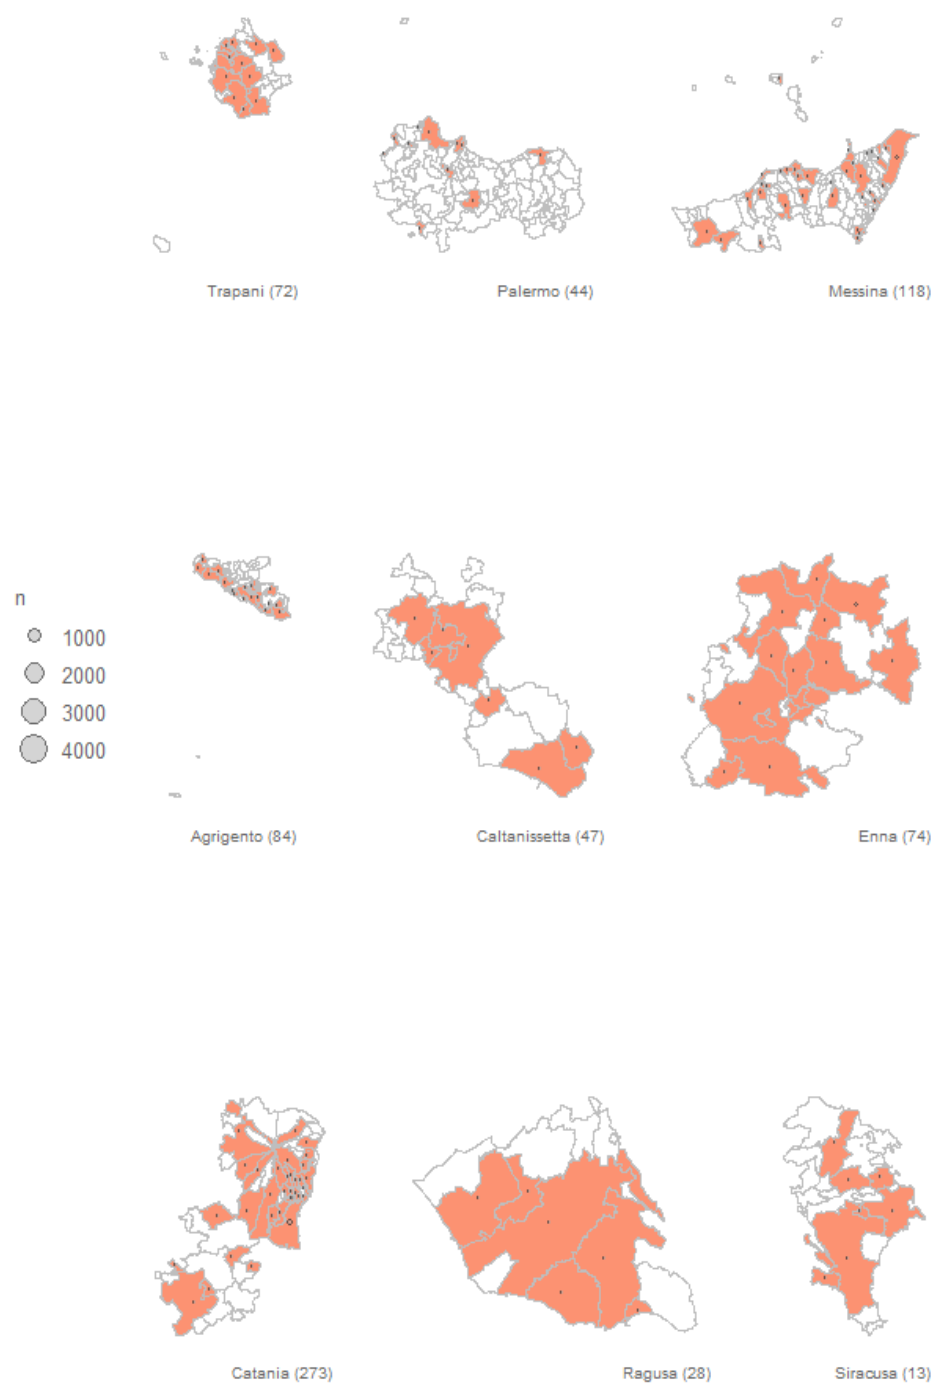 Trapani (72)
Palermo (44)
Messina (118)
n
1000
2000
3000
4000
Agrigento (84)
Caltanissetta (47)
Enna (74)
Catania (273)
Ragusa (28)
Siracusa (13)